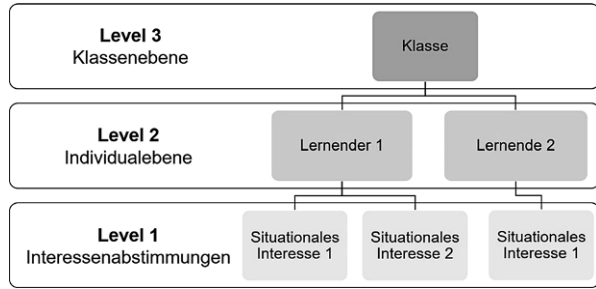 Level 3
Klassenebene
Klasse
Level 2
Individualebene
Lernender 1
Lernende 2
Level 1
Interessenabstimmungen
Situationales
Interesse 1
Situationales
Interesse 2
Situationales
Interesse 1